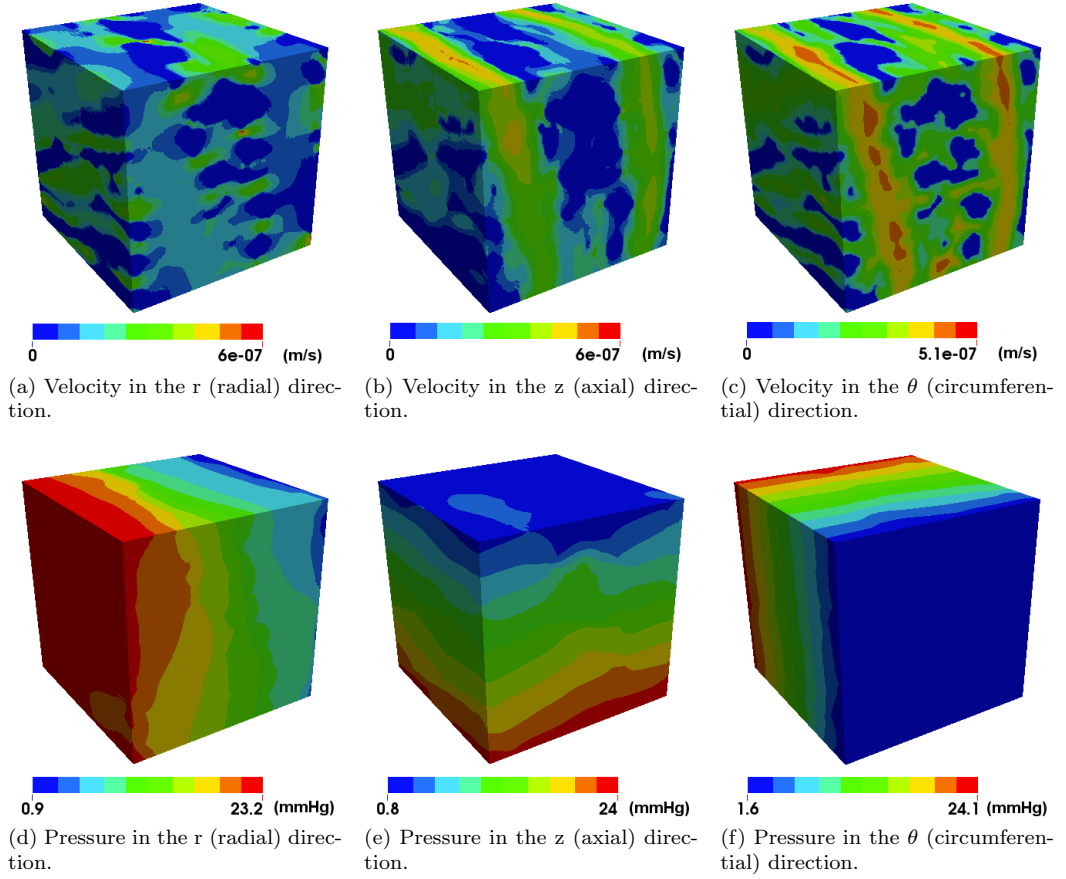 0 6e-07 (m/s)
0 6e-07 (m/s)
0 5.1e-07 (m/s)
(a) Velocity in the r (radial) direc-
tion.
(b) Velocity in the z (axial) direc-
tion.
(c) Velocity in the θ (circumferen-
tial) direction.
0.9 23.2 (mmHg)
0.8 24 (mmHg)
1.6 24.1 (mmHg)
(d) Pressure in the r (radial) direc-
tion.
(e) Pressure in the z (axial) direc-
tion.
(f) Pressure in the θ (circumferen-
tial) direction.